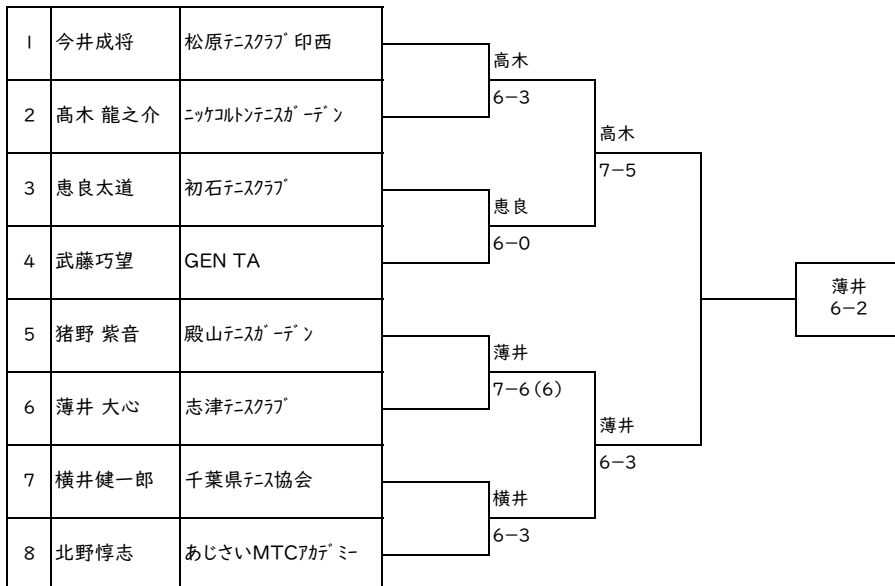 1 今井成将 松原ﾃﾆｽｸﾗﾌﾞ印西
2 髙木 龍之介 ﾆｯｹｺﾙﾄﾝﾃﾆｽｶﾞｰﾃﾞﾝ
3 恵良太道 初石ﾃﾆｽｸﾗﾌﾞ
4 武藤巧望 GEN TA
5 猪野 紫音 殿山ﾃﾆｽｶﾞｰﾃﾞﾝ
6 薄井 大心 志津ﾃﾆｽｸﾗﾌﾞ
7 横井健一郎 千葉県ﾃﾆｽ協会
8 北野惇志 あじさいMTCｱｶﾃﾞﾐｰ
高木
6-3
恵良
6-0
薄井
7-6(6)
横井
6-3
高木
7-5
薄井
6-3
薄井
6-2